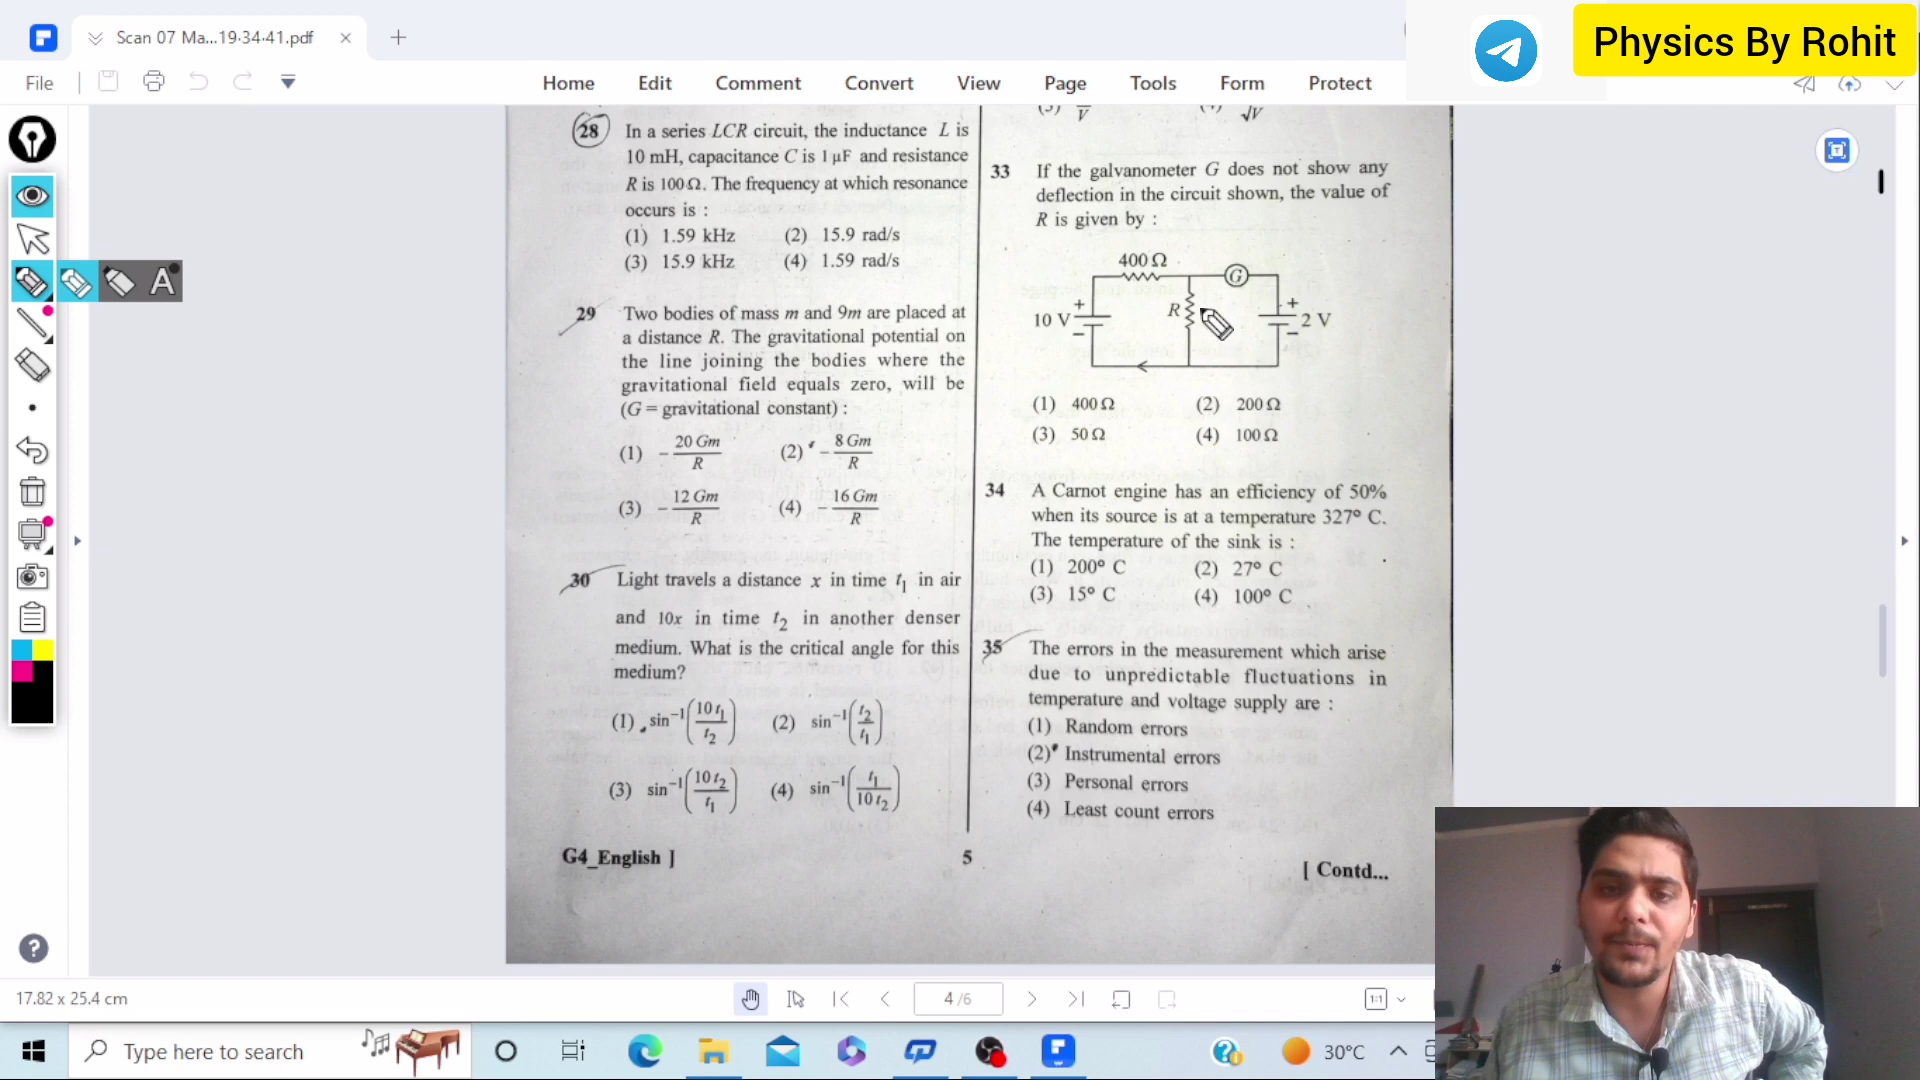 Scan 07 Ma...19·34·41.pdf
Physics By Rohit
File
Home Edit Comment Convert View Page Tools Form Protect
28 In a series LCR circuit, the inductance L is
10 mH, capacitance C is 1 μF and resistance
R is 100 Ω. The frequency at which resonance
occurs is :
(1) 1.59 kHz (2) 15.9 rad/s
(3) 15.9 kHz (4) 1.59 rad/s
29 Two bodies of mass m and 9m are placed at
a distance R. The gravitational potential on
the line joining the bodies where the
gravitational field equals zero, will be
(G = gravitational constant) :
(1) - 20 Gm / R (2) - 8 Gm / R
(3) - 12 Gm / R (4) - 16 Gm / R
30 Light travels a distance x in time t₁ in air
and 10x in time t₂ in another denser
medium. What is the critical angle for this
medium?
(1) sin⁻¹(10 t₁ / t₂) (2) sin⁻¹(t₂ / t₁)
(3) sin⁻¹(10 t₂ / t₁) (4) sin⁻¹(t₁ / 10 t₂)
G4_English ]
5
33 If the galvanometer G does not show any
deflection in the circuit shown, the value of
R is given by :
400 Ω
G
10 V + − R + − 2 V
(1) 400 Ω (2) 200 Ω
(3) 50 Ω (4) 100 Ω
34 A Carnot engine has an efficiency of 50%
when its source is at a temperature 327° C.
The temperature of the sink is :
(1) 200° C (2) 27° C
(3) 15° C (4) 100° C
35 The errors in the measurement which arise
due to unpredictable fluctuations in
temperature and voltage supply are :
(1) Random errors
(2) Instrumental errors
(3) Personal errors
(4) Least count errors
[ Contd...
17.82 x 25.4 cm
4 /6
1:1
Type here to search
30°C